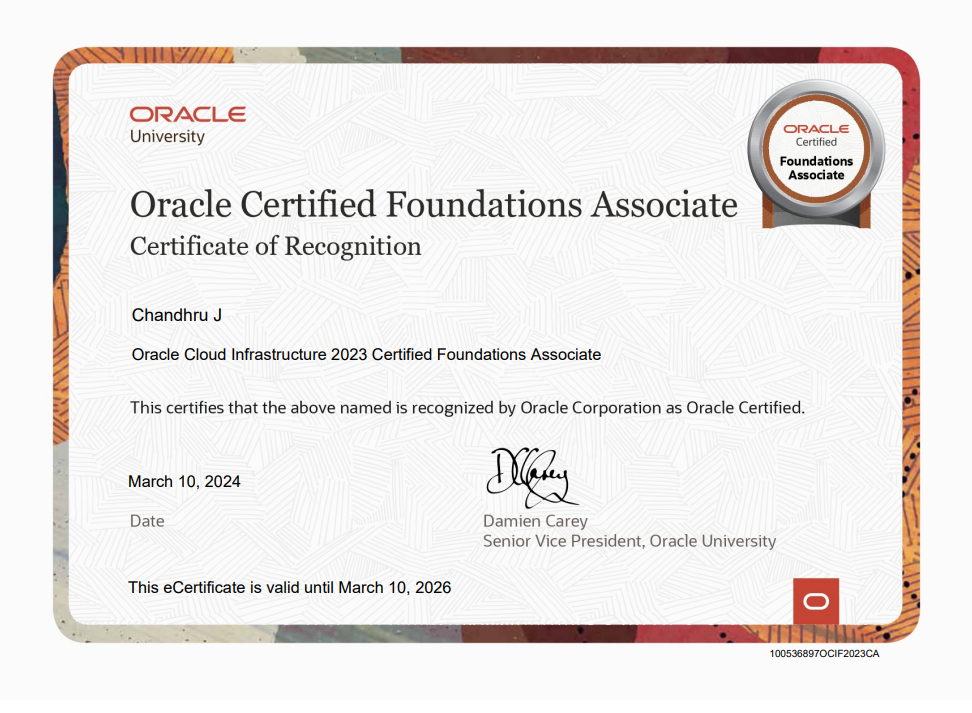 ORACLE
University
ORACLE
Certified
Foundations
Associate
Oracle Certified Foundations Associate
Certificate of Recognition
Chandhru J
Oracle Cloud Infrastructure 2023 Certified Foundations Associate
This certifies that the above named is recognized by Oracle Corporation as Oracle Certified.
DCarey
March 10, 2024
Date
Damien Carey
Senior Vice President, Oracle University
This eCertificate is valid until March 10, 2026
100536897OCIF2023CA